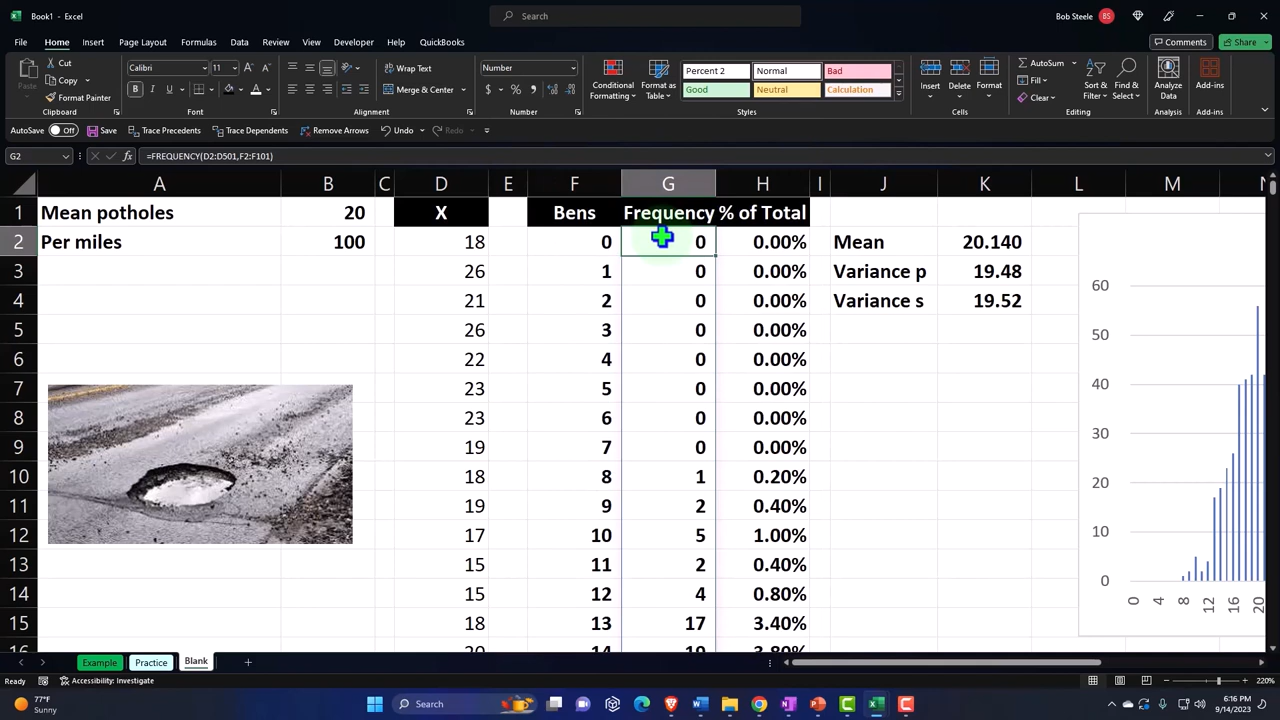 Book1 - Excel
Search
Bob Steele BS
File Home Insert Page Layout Formulas Data Review View Developer Help QuickBooks
Comments Share
Paste
Cut
Copy
Format Painter
Clipboard
Calibri 11
Font
Wrap Text
Merge & Center
Alignment
Number
Number
Conditional Formatting
Format as Table
Percent 2 Normal Bad
Good Neutral Calculation
Styles
Insert Delete Format
Cells
AutoSum
Fill
Clear
Sort & Filter
Find & Select
Editing
Analyze Data
Analysis
Add-ins
Add-ins
AutoSave Off Save Trace Precedents Trace Dependents Remove Arrows Undo Redo
G2 fx =FREQUENCY(D2:D501,F2:F101)
A B C D E F G H I J K L M N
1 Mean potholes 20 X Bens Frequency % of Total
2 Per miles 100 18 0 0 0.00% Mean 20.140
3 26 1 0 0.00% Variance p 19.48
4 21 2 0 0.00% Variance s 19.52
5 26 3 0 0.00%
6 22 4 0 0.00%
7 23 5 0 0.00%
8 23 6 0 0.00%
9 19 7 0 0.00%
10 18 8 1 0.20%
11 19 9 2 0.40%
12 17 10 5 1.00%
13 15 11 2 0.40%
14 15 12 4 0.80%
15 18 13 17 3.40%
16 20 14 19 3.80%
60
50
40
30
20
10
0
0 4 8 12 16 20
Example Practice Blank
Ready Accessibility: Investigate 220%
77°F
Sunny
Search
6:16 PM
9/14/2023